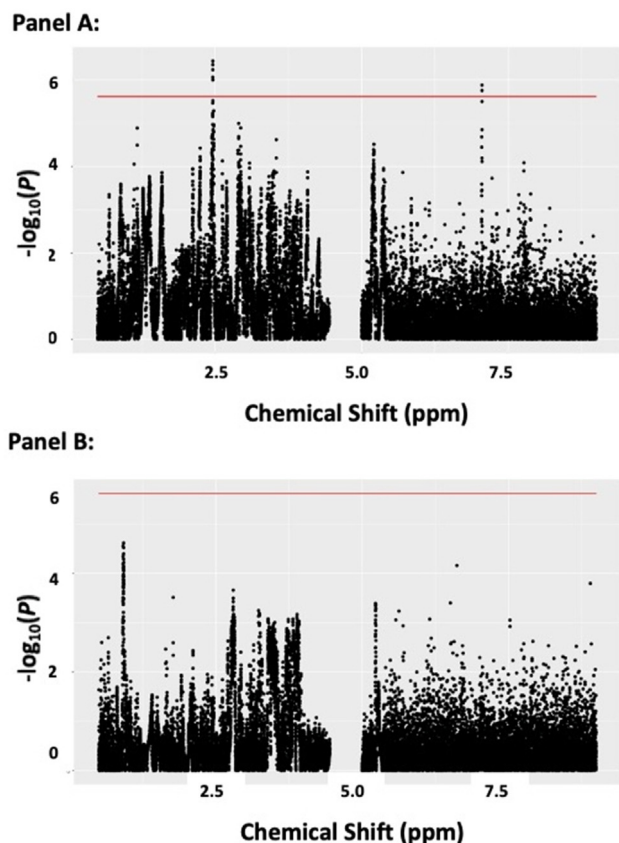 Panel A:
6
4
2
0
-log10(P)
2.5 5.0 7.5
Chemical Shift (ppm)
Panel B:
6
4
2
0
-log10(P)
2.5 5.0 7.5
Chemical Shift (ppm)